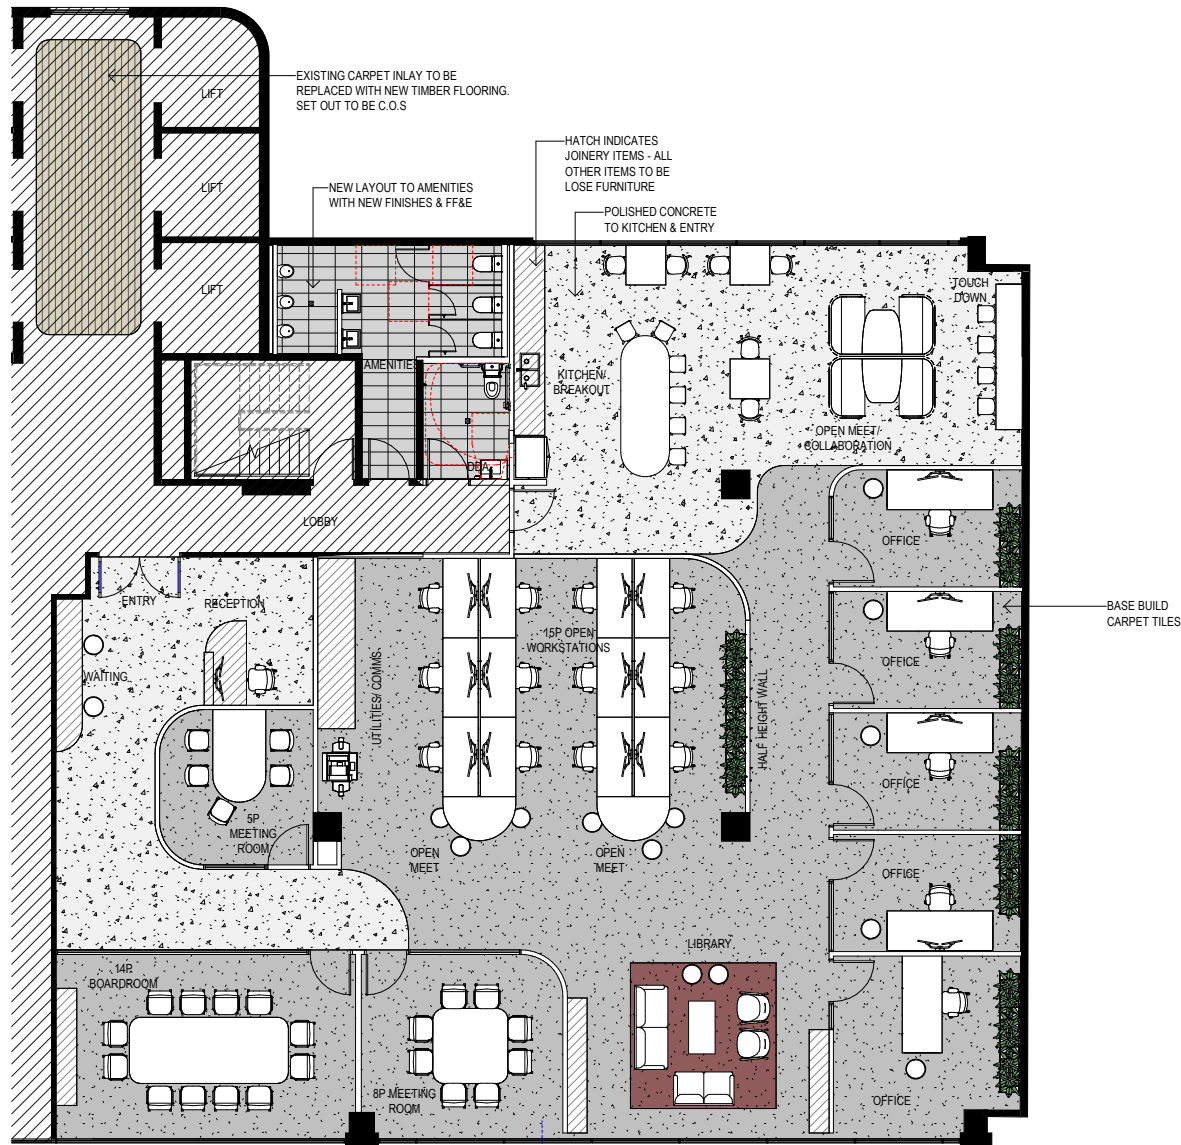 EXISTING CARPET INLAY TO BE
REPLACED WITH NEW TIMBER FLOORING.
SET OUT TO BE C.O.S
LIFT
LIFT
LIFT
HATCH INDICATES
JOINERY ITEMS - ALL
OTHER ITEMS TO BE
LOSE FURNITURE
NEW LAYOUT TO AMENITIES
WITH NEW FINISHES & FF&E
POLISHED CONCRETE
TO KITCHEN & ENTRY
TOUCH
DOWN
AMENITIES
KITCHEN/
BREAKOUT
OPEN MEET/
COLLABORATION
DDA
LOBBY
OFFICE
ENTRY
RECEPTION
BASE BUILD
CARPET TILES
15P OPEN
WORKSTATIONS
OFFICE
WAITING
UTILITIES/ COMMS.
HALF HEIGHT WALL
OFFICE
5P
MEETING
ROOM
OPEN
MEET
OPEN
MEET
OFFICE
LIBRARY
14P
BOARDROOM
8P MEETING
ROOM
OFFICE